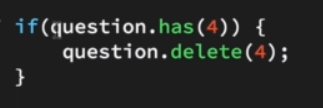 if(question.has(4)) {
question.delete(4);
}